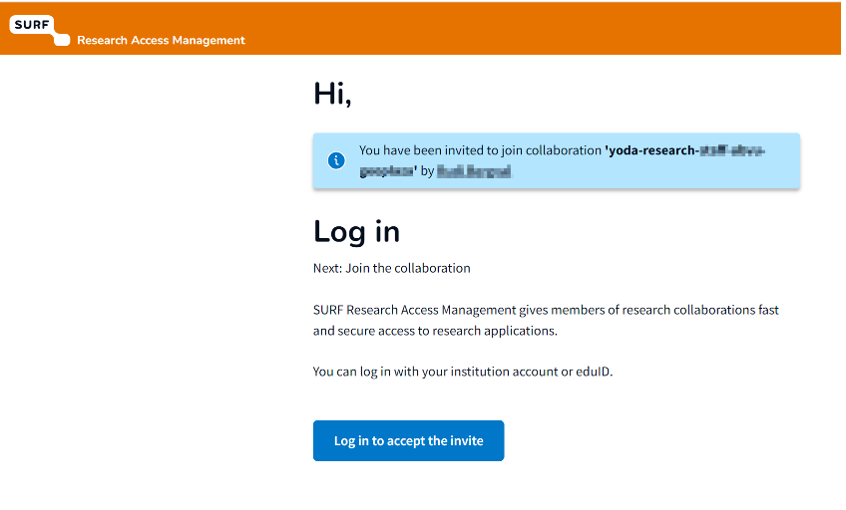 SURF
Research Access Management
Hi,
You have been invited to join collaboration 'yoda-research-
' by
Log in
Next: Join the collaboration
SURF Research Access Management gives members of research collaborations fast
and secure access to research applications.
You can log in with your institution account or eduID.
Log in to accept the invite